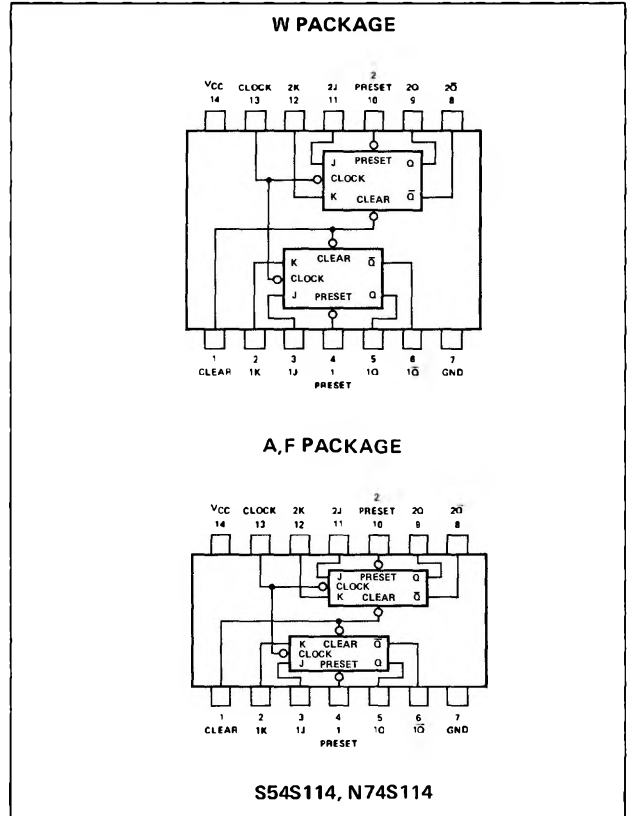 W PACKAGE
2
VCC CLOCK 2K 2J PRESET 2Q 2Q̅
14 13 12 11 10 9 8
J PRESET Q
CLOCK
K CLEAR Q̅
K CLEAR Q̅
CLOCK
J PRESET Q
1 2 3 4 5 6 7
CLEAR 1K 1J 1 1Q 1Q̅ GND
PRESET
A,F PACKAGE
2
VCC CLOCK 2K 2J PRESET 2Q 2Q̅
14 13 12 11 10 9 8
J PRESET Q
CLOCK
K CLEAR Q̅
K CLEAR Q̅
CLOCK
J PRESET Q
1 2 3 4 5 6 7
CLEAR 1K 1J 1 1Q 1Q̅ GND
PRESET
S54S114, N74S114